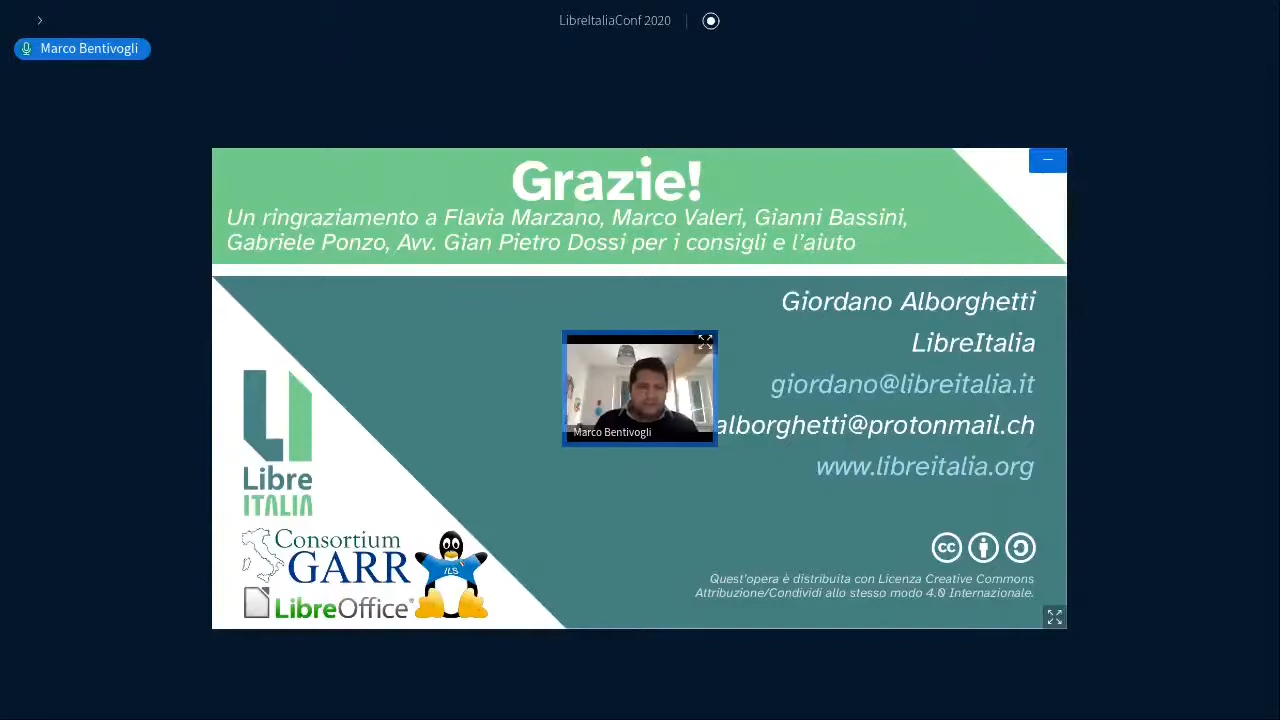 LibreItaliaConf 2020
Marco Bentivogli
Grazie!
Un ringraziamento a Flavia Marzano, Marco Valeri, Gianni Bassini,
Gabriele Ponzo, Avv. Gian Pietro Dossi per i consigli e l'aiuto
Giordano Alborghetti
LibreItalia
giordano@libreitalia.it
alborghetti@protonmail.ch
www.libreitalia.org
Marco Bentivogli
Libre
ITALIA
Consortium
GARR
ILS
LibreOffice®
cc
Quest'opera è distribuita con Licenza Creative Commons
Attribuzione/Condividi allo stesso modo 4.0 Internazionale.